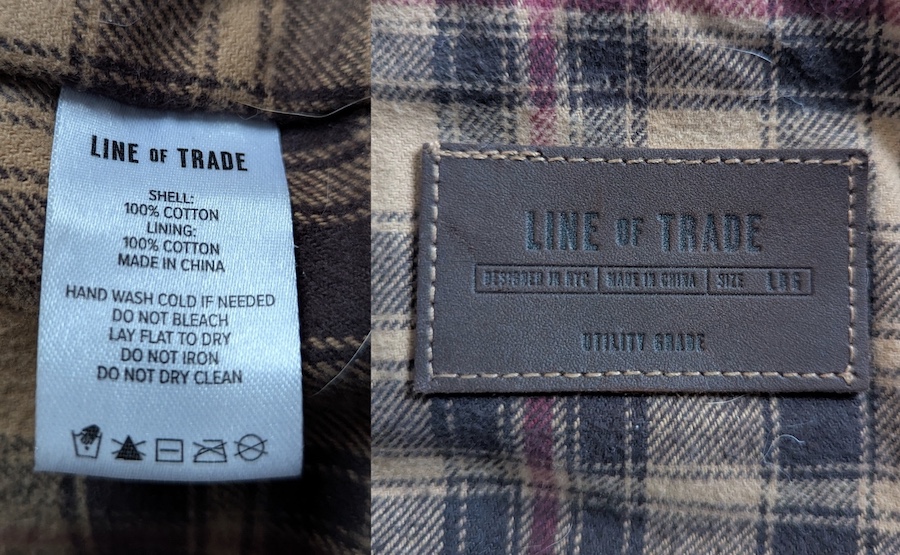 LINE OF TRADE
SHELL:
100% COTTON
LINING:
100% COTTON
MADE IN CHINA
HAND WASH COLD IF NEEDED
DO NOT BLEACH
LAY FLAT TO DRY
DO NOT IRON
DO NOT DRY CLEAN
LINE OF TRADE
DESIGNED IN NYC MADE IN CHINA SIZE LRG
UTILITY GRADE